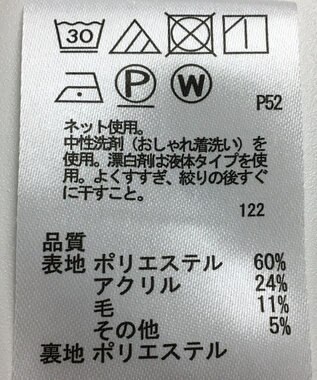 30
P W
P52
ネット使用。
中性洗剤（おしゃれ着洗い）を
使用。漂白剤は液体タイプを使
用。よくすすぎ、絞りの後すぐ
に干すこと。
122
品質
表地 ポリエステル 60%
アクリル 24%
毛 11%
その他 5%
裏地 ポリエステル